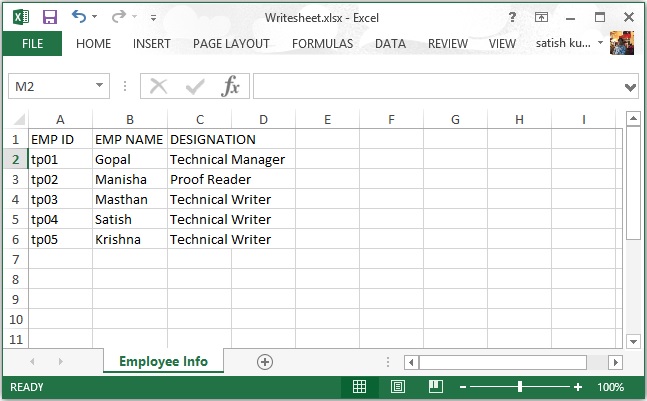 Writesheet.xlsx - Excel
?
FILE HOME INSERT PAGE LAYOUT FORMULAS DATA REVIEW VIEW satish ku...
M2 fx
A B C D E F G H I
1 EMP ID EMP NAME DESIGNATION
2 tp01 Gopal Technical Manager
3 tp02 Manisha Proof Reader
4 tp03 Masthan Technical Writer
5 tp04 Satish Technical Writer
6 tp05 Krishna Technical Writer
7
8
9
10
11
Employee Info
READY 100%